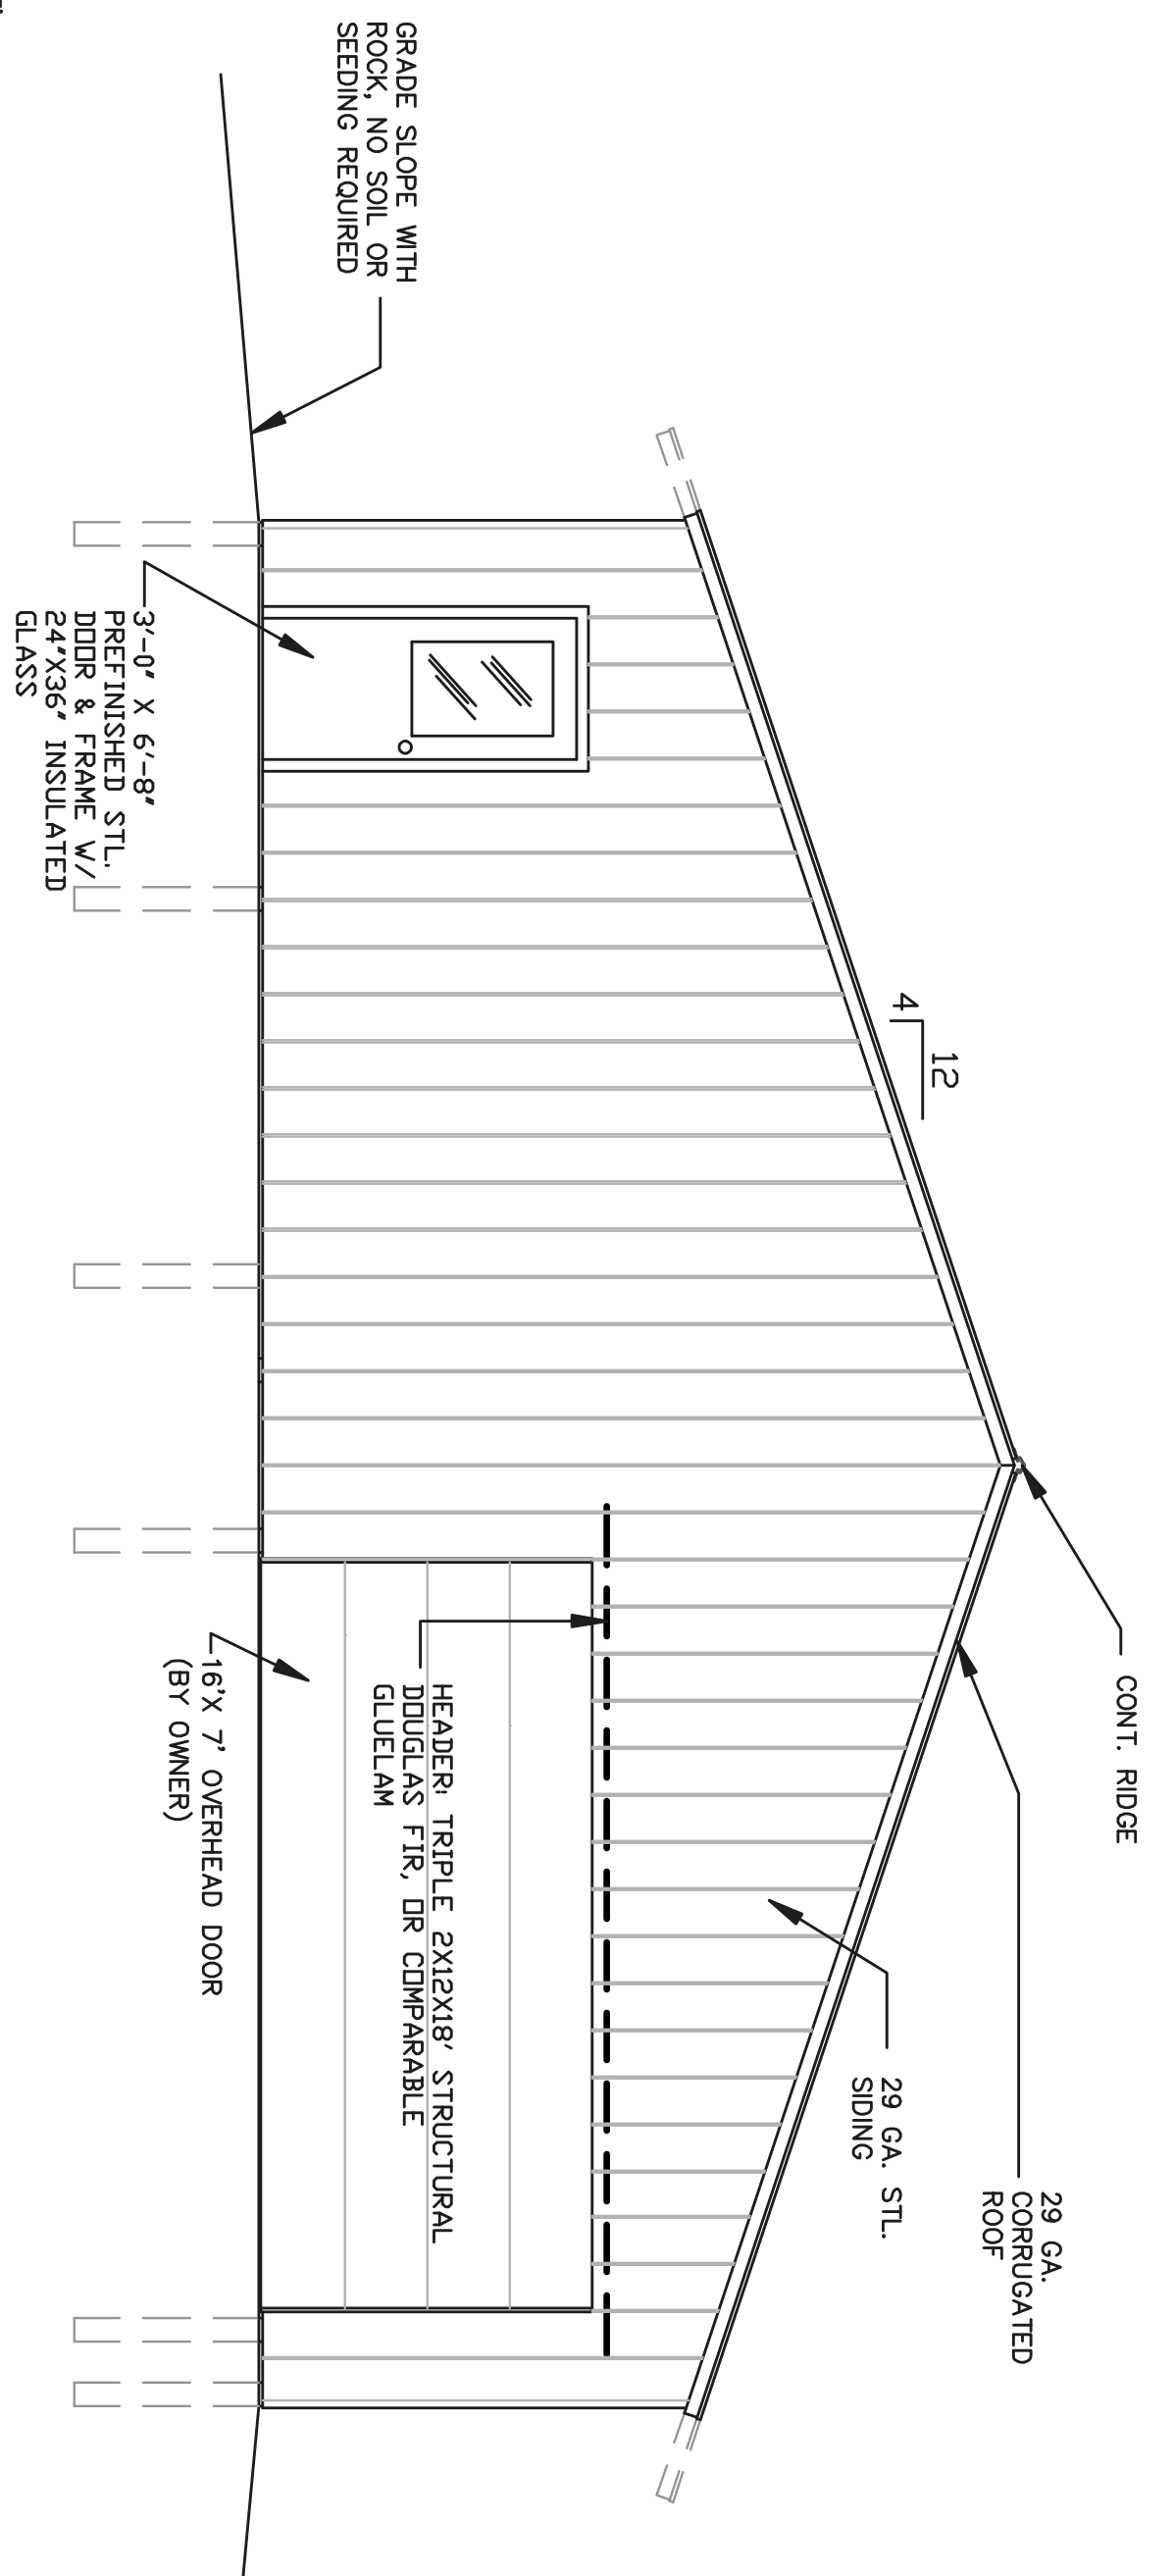 GRADE SLOPE WITH
ROCK, NO SOIL OR
SEEDING REQUIRED
4
12
CONT. RIDGE
29 GA.
CORRUGATED
ROOF
29 GA. STL.
SIDING
HEADER: TRIPLE 2X12X18' STRUCTURAL
DOUGLAS FIR, OR COMPARABLE
GLUELAM
3'-0" X 6'-8"
PREFINISHED STL.
DOOR & FRAME W/
24"X36" INSULATED
GLASS
16'X 7' OVERHEAD DOOR
(BY OWNER)